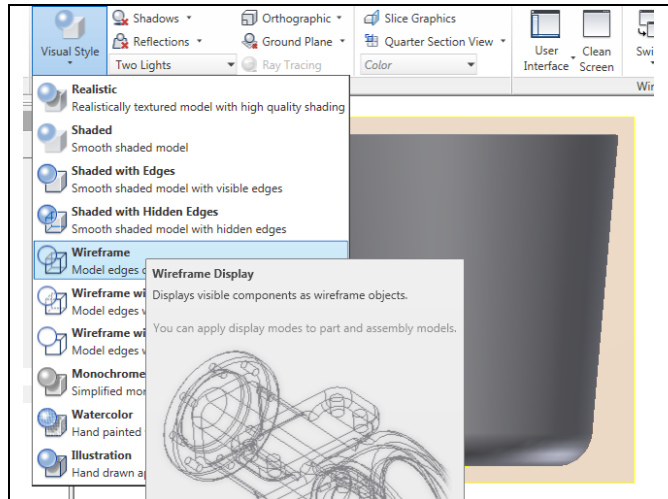 Shadows
Orthographic
Slice Graphics
Reflections
Ground Plane
Quarter Section View
Visual Style
Two Lights
Ray Tracing
Color
User Interface
Clean Screen
Realistic
Realistically textured model with high quality shading
Shaded
Smooth shaded model
Shaded with Edges
Smooth shaded model with visible edges
Shaded with Hidden Edges
Smooth shaded model with hidden edges
Wireframe
Model edges
Wireframe Display
Displays visible components as wireframe objects.
You can apply display modes to part and assembly models.
Wireframe
Model edges
Wireframe
Model edges
Monochrome
Simplified
Watercolor
Hand painted
Illustration
Hand drawn